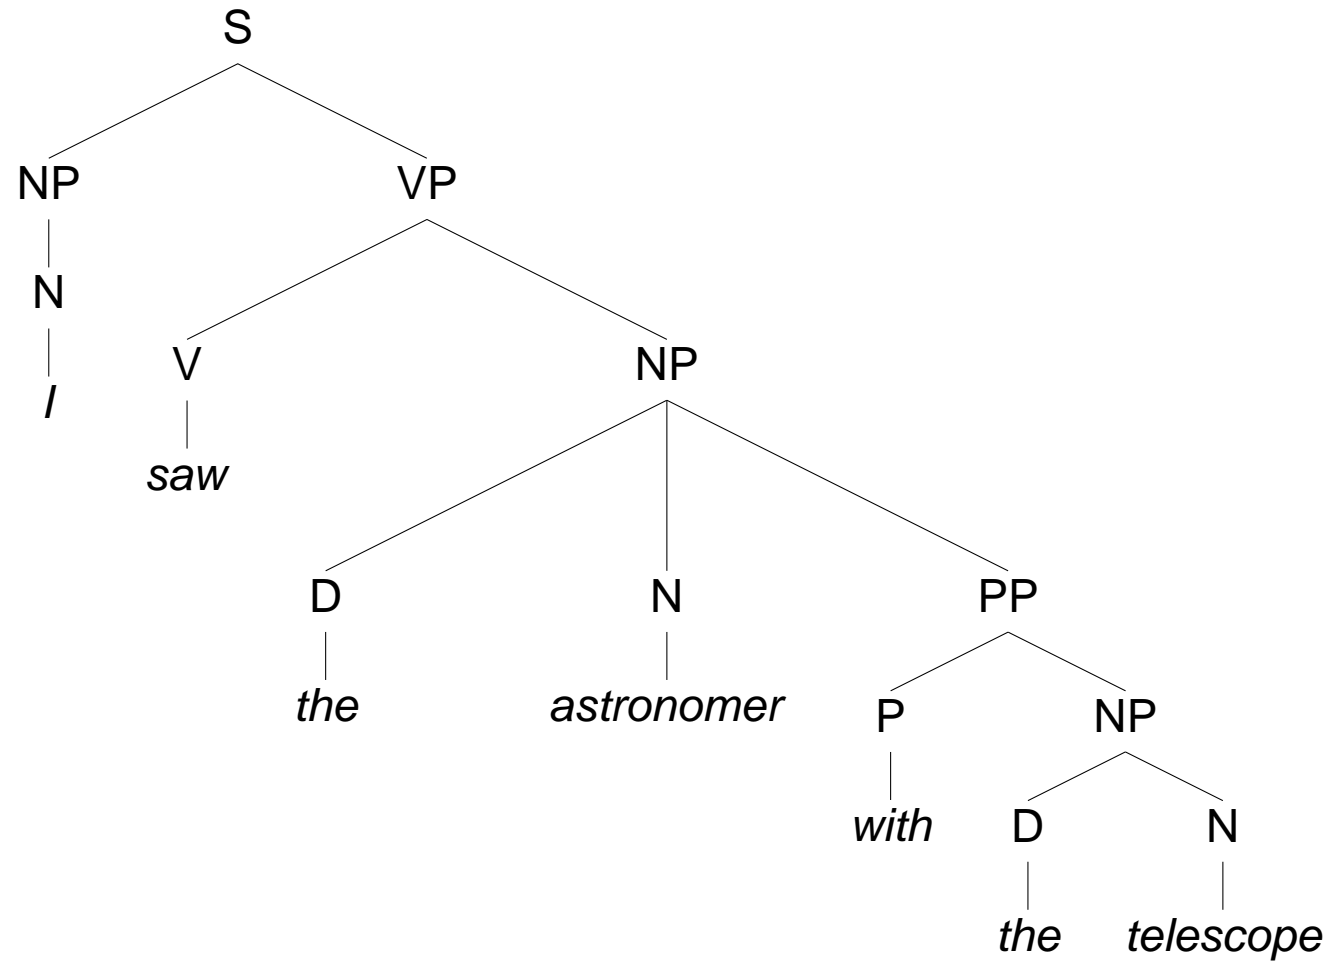 S
NP VP
N
V NP
I
saw
D N PP
the astronomer
P NP
with
D N
the telescope